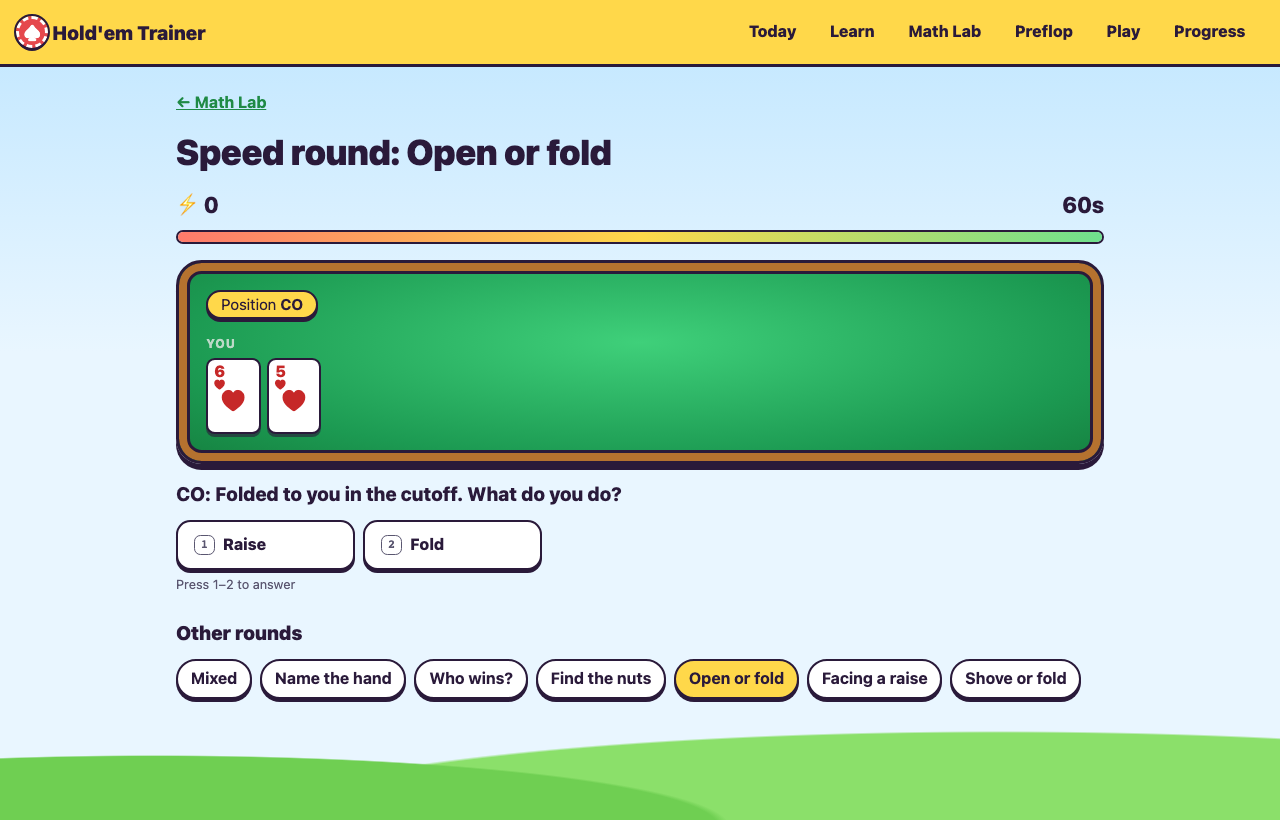 Hold'em Trainer
Today Learn Math Lab Preflop Play Progress
← Math Lab
Speed round: Open or fold
⚡ 0 60s
Position CO
YOU
6 5
CO: Folded to you in the cutoff. What do you do?
1 Raise 2 Fold
Press 1–2 to answer
Other rounds
Mixed Name the hand Who wins? Find the nuts Open or fold Facing a raise Shove or fold